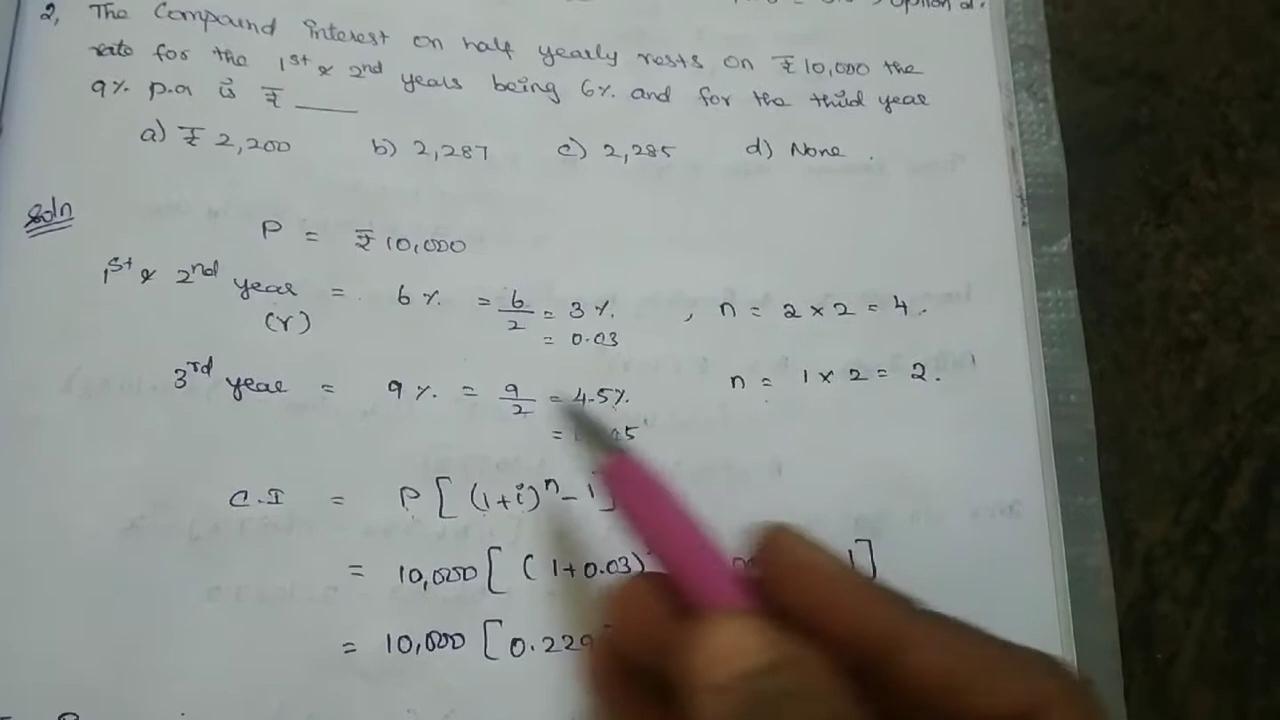 option d.
2, The Compound interest on half yearly rests on ₹10,000 the
rate for the 1st & 2nd years being 6% and for the third year
9% p.a is ₹ ____
a) ₹ 2,200 b) 2,287 c) 2,285 d) None .
Soln
P = ₹ 10,000
1st & 2nd year = 6 % = 6/2 = 3 % , n = 2 x 2 = 4 .
(r) = 0.03
3rd year = 9 % = 9/2 = 4.5% n = 1 x 2 = 2 .
=
C.I = P [ (1+i)^n - 1 ]
= 10,000 [ ( 1 + 0.03) 1 ]
= 10,000 [ 0.229